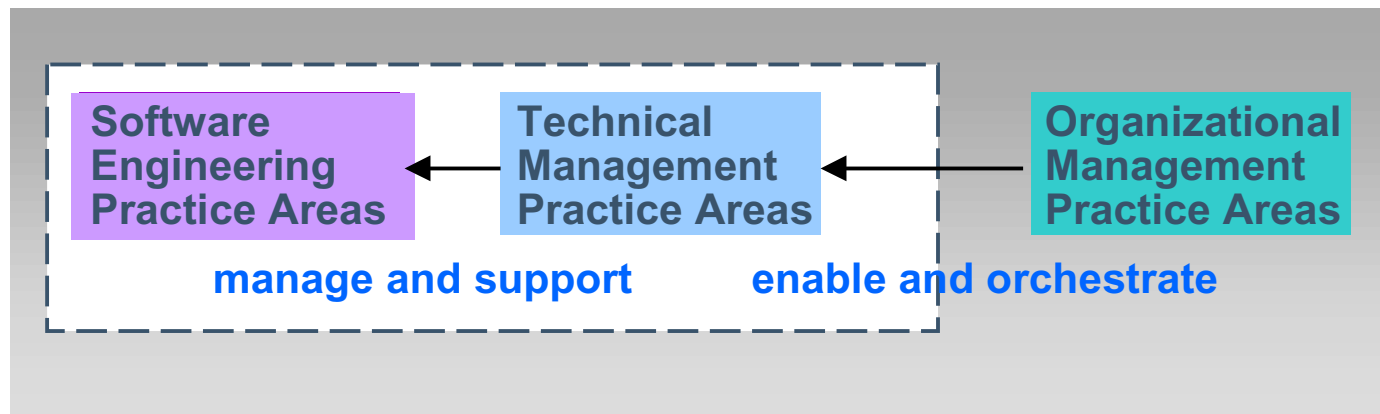 Software
Engineering
Practice Areas
Technical
Management
Practice Areas
Organizational
Management
Practice Areas
manage and support
enable and orchestrate